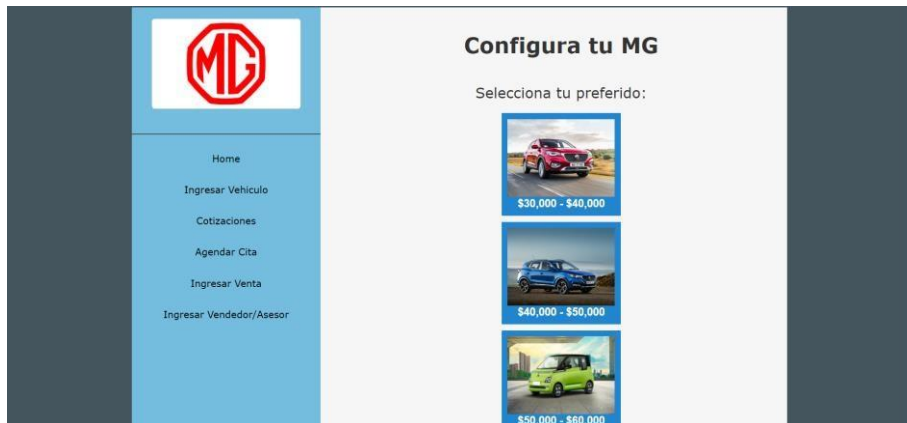 MG
Home
Ingresar Vehiculo
Cotizaciones
Agendar Cita
Ingresar Venta
Ingresar Vendedor/Asesor
Configura tu MG
Selecciona tu preferido:
$30,000 - $40,000
$40,000 - $50,000
$50,000 - $60,000